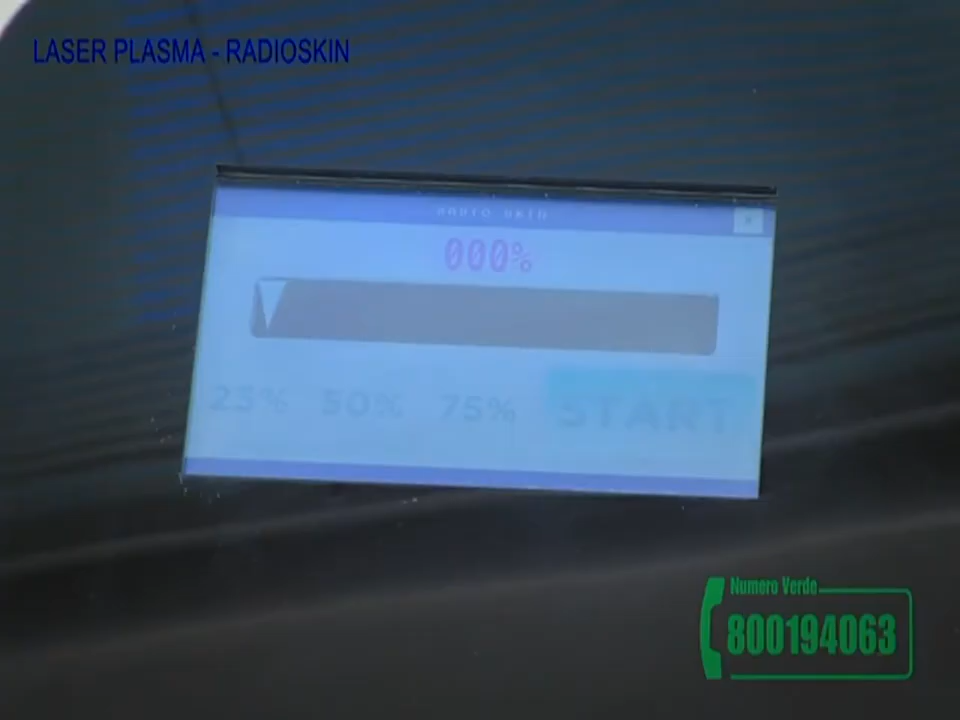 LASER PLASMA - RADIOSKIN
000%
25% 50% 75% START
Numero Verde
800194063